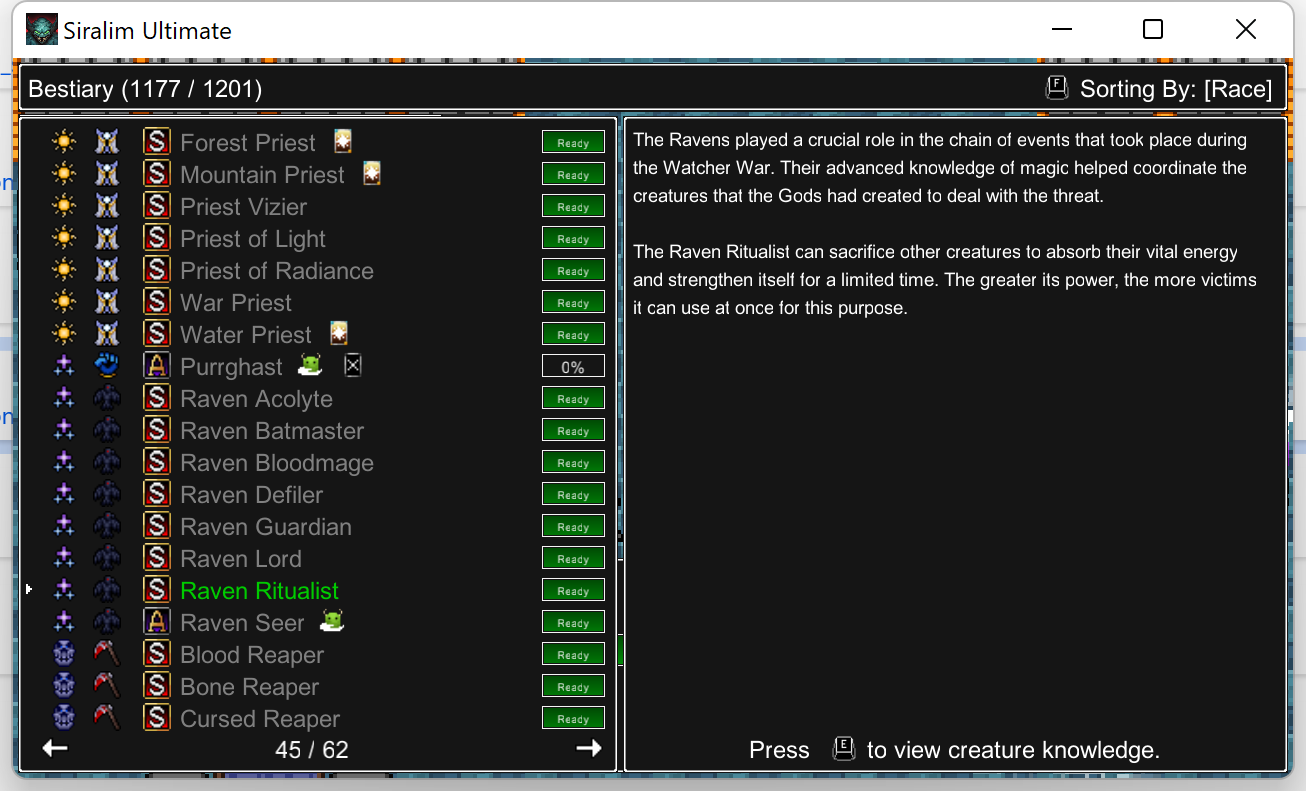 Siralim Ultimate
Bestiary (1177 / 1201)
F Sorting By: [Race]
S Forest Priest Ready
S Mountain Priest Ready
S Priest Vizier Ready
S Priest of Light Ready
S Priest of Radiance Ready
S War Priest Ready
S Water Priest Ready
A Purrghast 0%
S Raven Acolyte Ready
S Raven Batmaster Ready
S Raven Bloodmage Ready
S Raven Defiler Ready
S Raven Guardian Ready
S Raven Lord Ready
S Raven Ritualist Ready
A Raven Seer Ready
S Blood Reaper Ready
S Bone Reaper Ready
S Cursed Reaper Ready
45 / 62
The Ravens played a crucial role in the chain of events that took place during
the Watcher War. Their advanced knowledge of magic helped coordinate the
creatures that the Gods had created to deal with the threat.
The Raven Ritualist can sacrifice other creatures to absorb their vital energy
and strengthen itself for a limited time. The greater its power, the more victims
it can use at once for this purpose.
Press E to view creature knowledge.